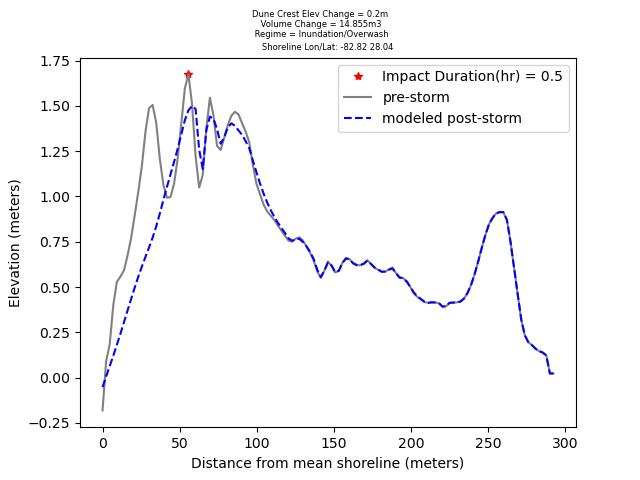 Dune Crest Elev Change = 0.2m
Volume Change = 14.855m3
Regime = Inundation/Overwash
Shoreline Lon/Lat: -82.82 28.04
Impact Duration(hr) = 0.5
pre-storm
modeled post-storm
Elevation (meters)
1.75
1.50
1.25
1.00
0.75
0.50
0.25
0.00
−0.25
0 50 100 150 200 250 300
Distance from mean shoreline (meters)